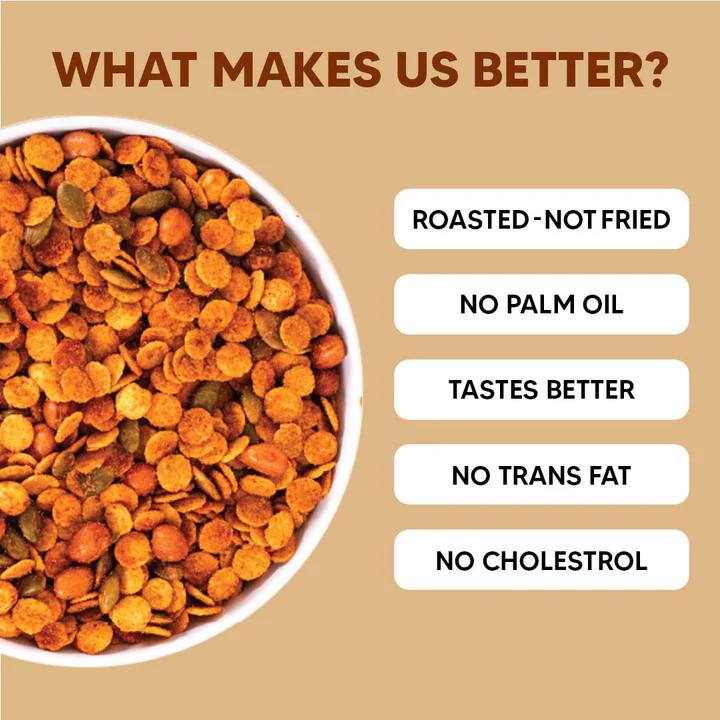 WHAT MAKES US BETTER?
ROASTED-NOT FRIED
NO PALM OIL
TASTES BETTER
NO TRANS FAT
NO CHOLESTROL